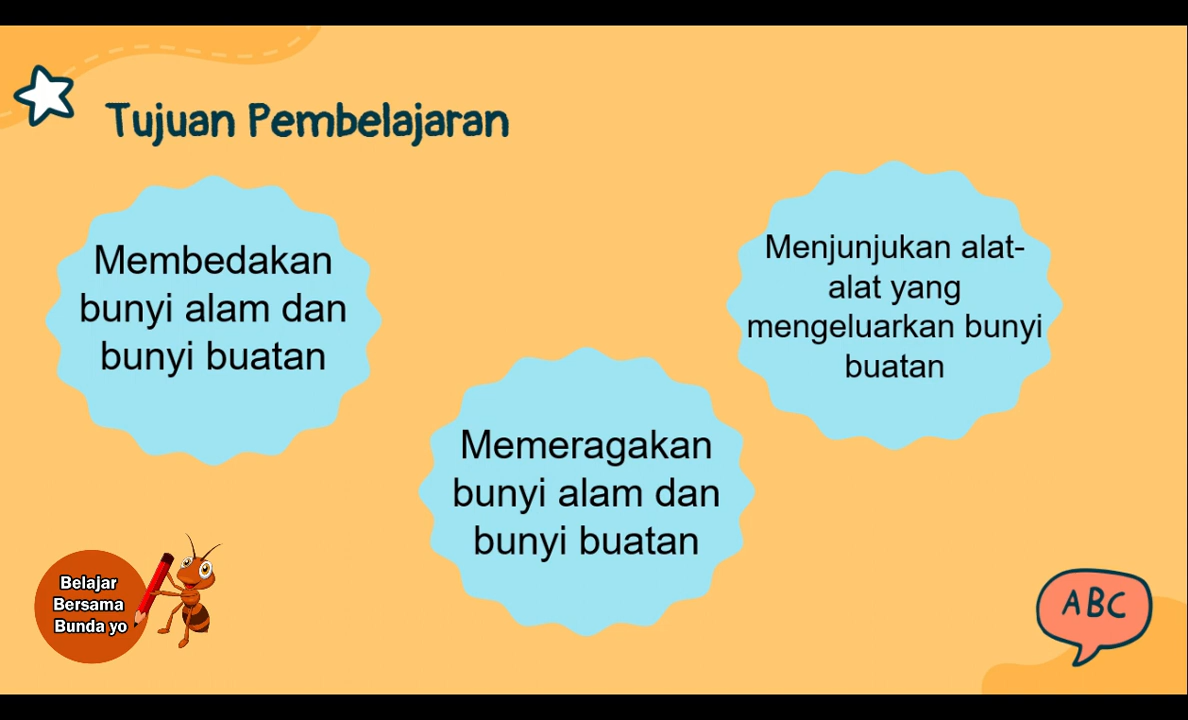 Tujuan Pembelajaran
Membedakan
bunyi alam dan
bunyi buatan
Memeragakan
bunyi alam dan
bunyi buatan
Menjunjukan alat-
alat yang
mengeluarkan bunyi
buatan
Belajar
Bersama
Bunda yo
ABC